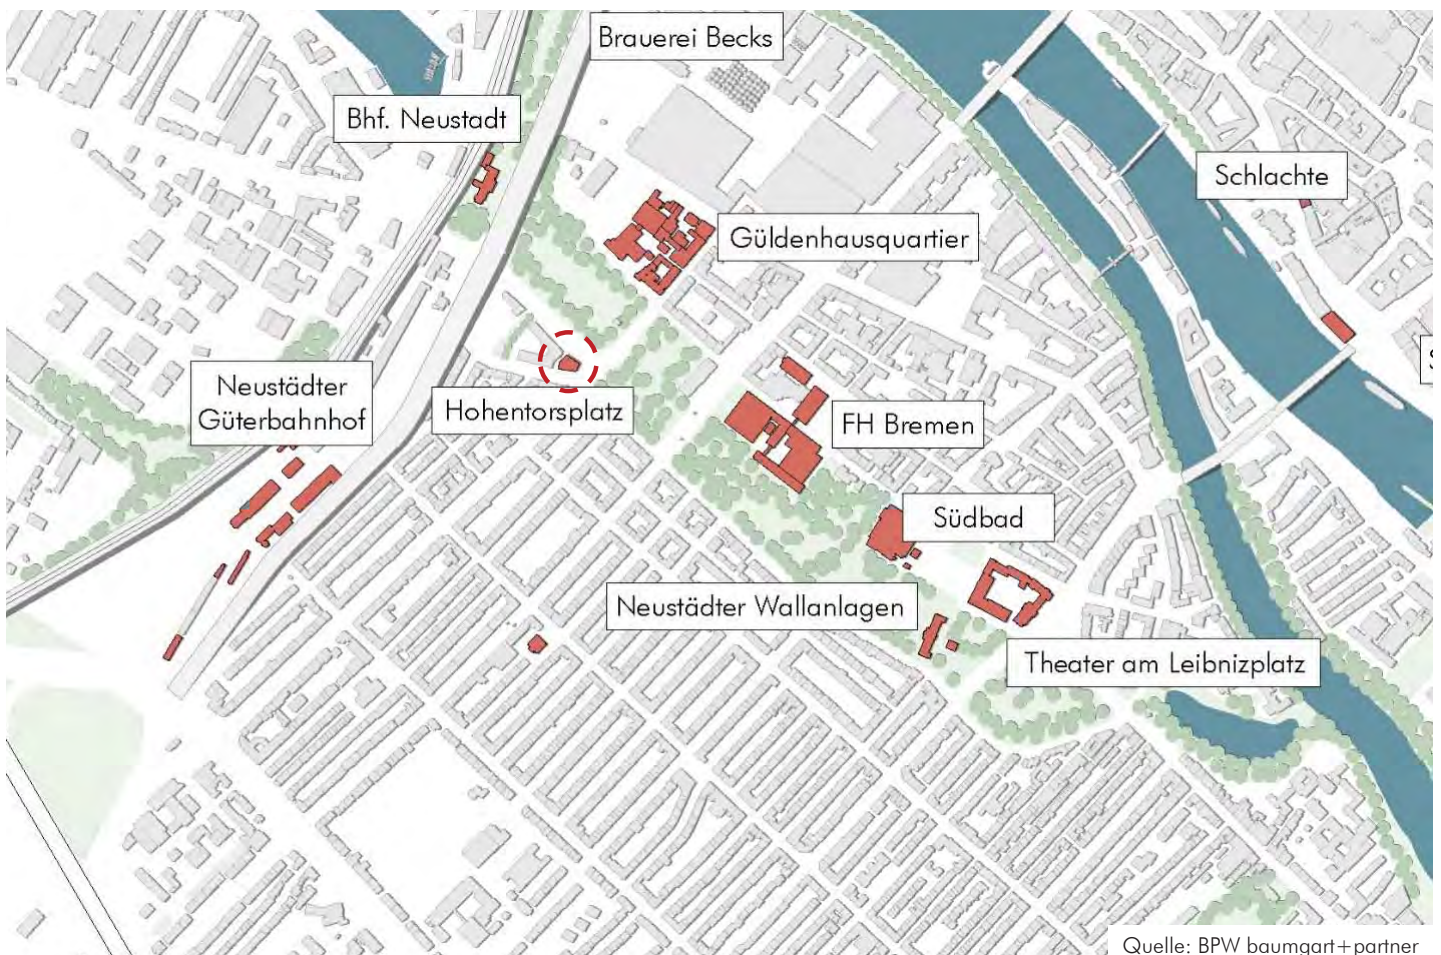 Brauerei Becks
Bhf. Neustadt
Schlachte
Güldenhausquartier
Neustädter
Güterbahnhof
Hohentorsplatz
FH Bremen
S
Südbad
Neustädter Wallanlagen
Theater am Leibnizplatz
Quelle: BPW baumgart+partner